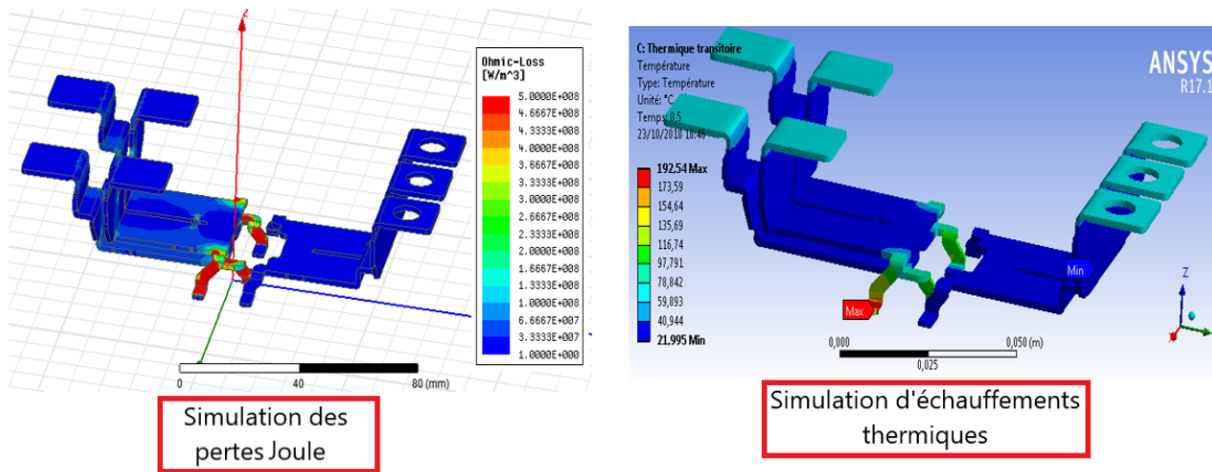 Z
Ohmic-Loss
[W/m^3]
5.0000E+008
4.6667E+008
4.3333E+008
4.0000E+008
3.6667E+008
3.3333E+008
3.0000E+008
2.6667E+008
2.3333E+008
2.0000E+008
1.6667E+008
1.3333E+008
1.0000E+008
6.6667E+007
3.3333E+007
1.0000E+000
0
40
80 (mm)
Simulation des
pertes Joule
C: Thermique transitoire
Température
Type: Température
Unité: °C
Temps: 0,5
23/10/2018 18:46
192,54 Max
173,59
154,64
135,69
116,74
97,791
78,842
59,893
40,944
21,995 Min
ANSYS
R17.1
Min
Max
Z
0,000
0,050 (m)
0,025
Simulation d'échauffements
thermiques